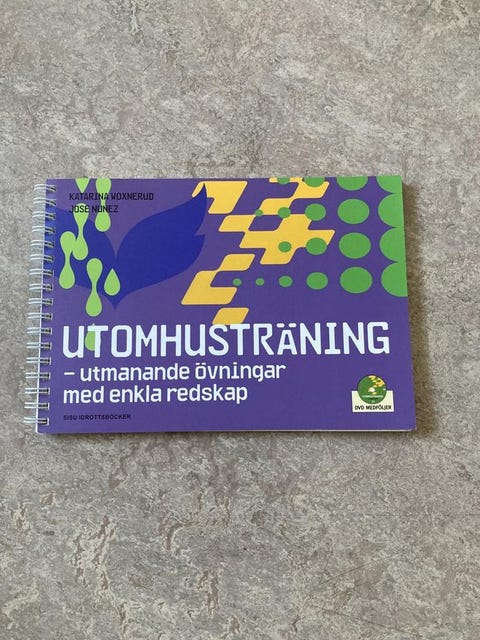 KATARINA WOXNERUD
JOSÉ NUNEZ
UTOMHUSTRÄNING
– utmanande övningar
med enkla redskap
SISU IDROTTSBÖCKER
DVD MEDFÖLJER